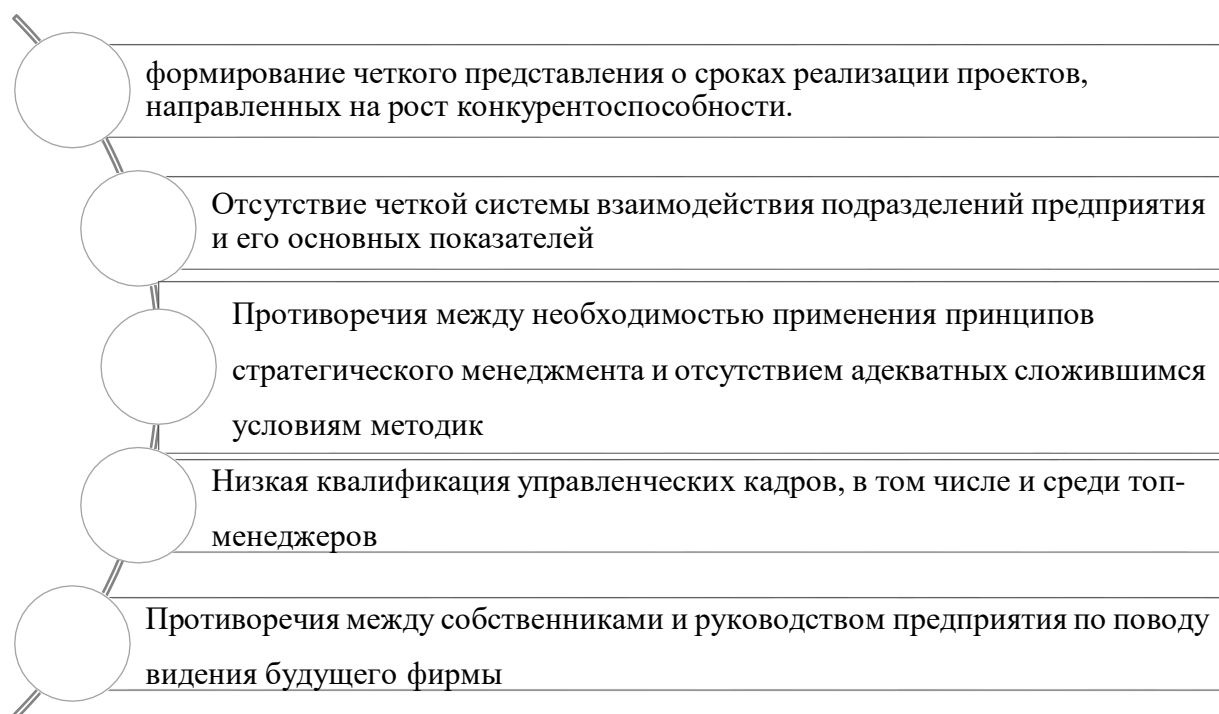 формирование четкого представления о сроках реализации проектов,
направленных на рост конкурентоспособности.
Отсутствие четкой системы взаимодействия подразделений предприятия
и его основных показателей
Противоречия между необходимостью применения принципов
стратегического менеджмента и отсутствием адекватных сложившимся
условиям методик
Низкая квалификация управленческих кадров, в том числе и среди топ-
менеджеров
Противоречия между собственниками и руководством предприятия по поводу
видения будущего фирмы